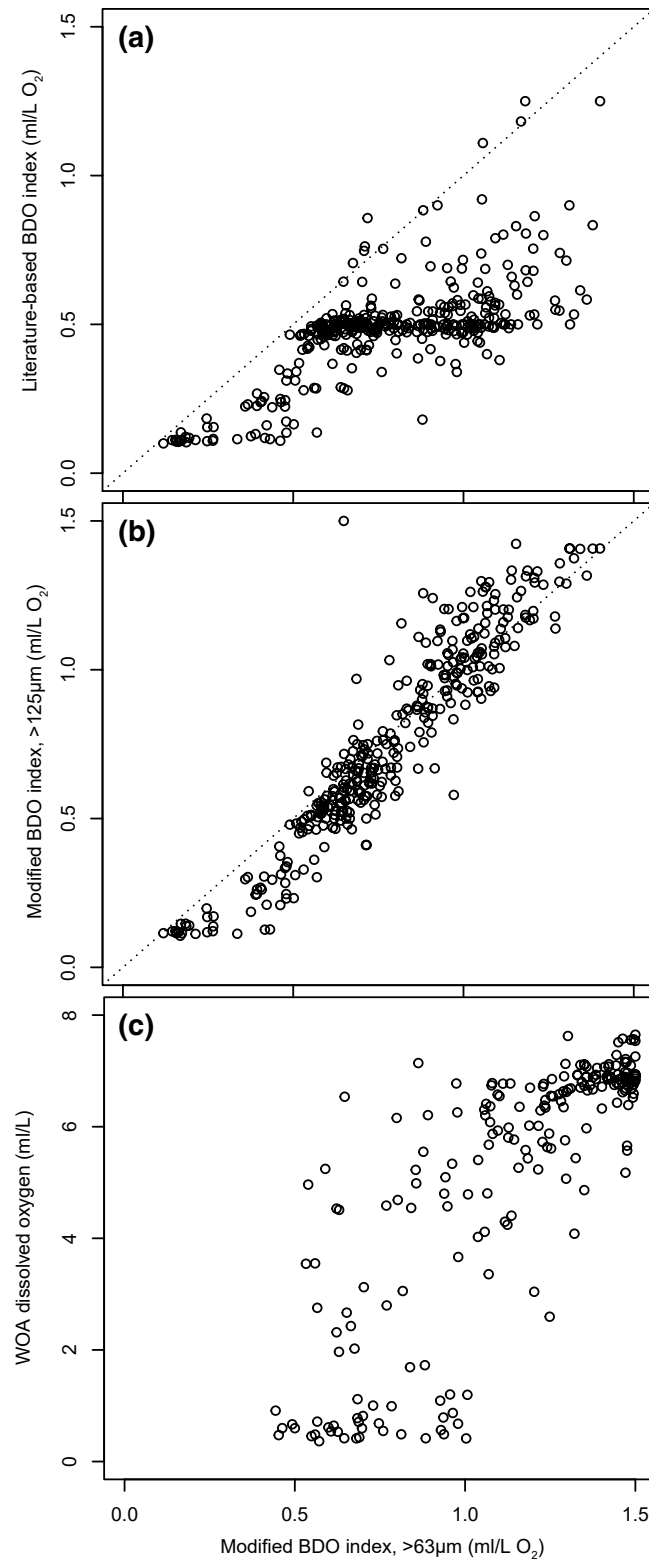 (a)
Literature−based BDO index (ml/L O2)
1.5
1.0
0.5
0.0
(b)
Modified BDO index, >125µm (ml/L O2)
1.5
1.0
0.5
0.0
(c)
WOA dissolved oxygen (ml/L)
8
6
4
2
0
0.0 0.5 1.0 1.5
Modified BDO index, >63µm (ml/L O2)